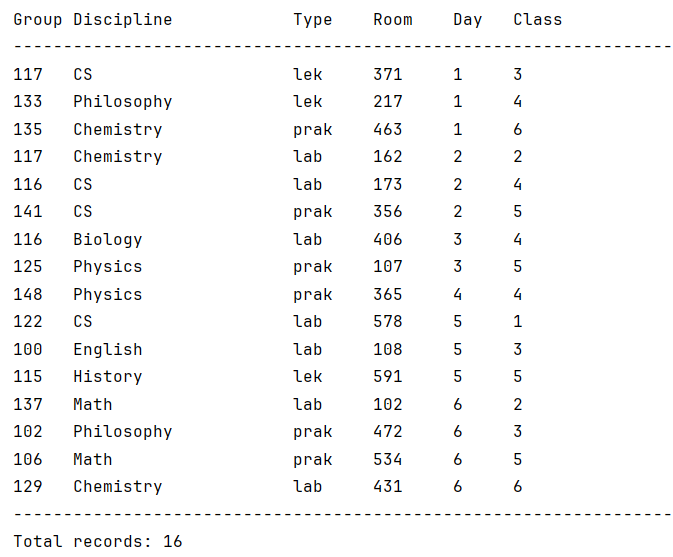 Group Discipline            Type    Room    Day   Class
------------------------------------------------------------------
117   CS                    lek     371     1     3
133   Philosophy            lek     217     1     4
135   Chemistry             prak    463     1     6
117   Chemistry             lab     162     2     2
116   CS                    lab     173     2     4
141   CS                    prak    356     2     5
116   Biology               lab     406     3     4
125   Physics               prak    107     3     5
148   Physics               prak    365     4     4
122   CS                    lab     578     5     1
100   English               lab     108     5     3
115   History               lek     591     5     5
137   Math                  lab     102     6     2
102   Philosophy            prak    472     6     3
106   Math                  prak    534     6     5
129   Chemistry             lab     431     6     6
------------------------------------------------------------------
Total records: 16